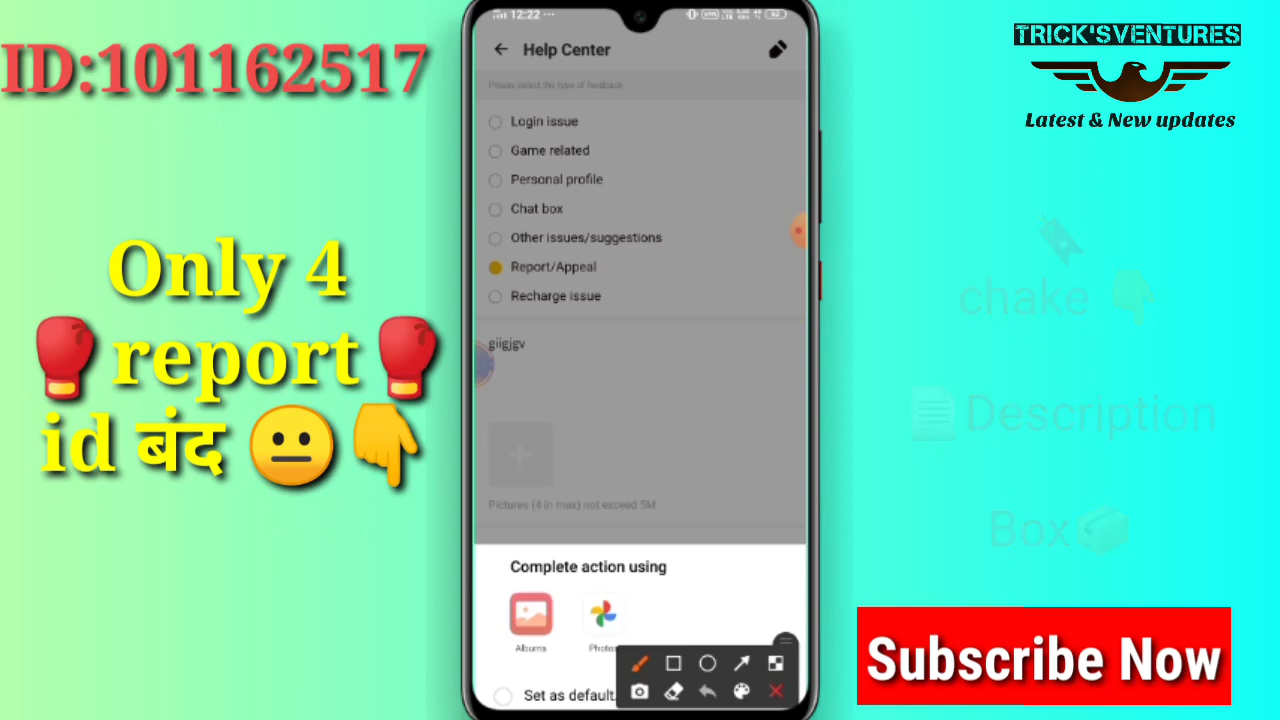 ID:101162517
Only 4
report
id बंद
12:22
Help Center
Please select the type of feedback
Login issue
Game related
Personal profile
Chat box
Other issues/suggestions
Report/Appeal
Recharge issue
giigjgv
Pictures (4 in max) not exceed 5M
Complete action using
Albums
Photos
Set as default.
TRICK'SVENTURES
Latest & New updates
chake
Description
Box
Subscribe Now